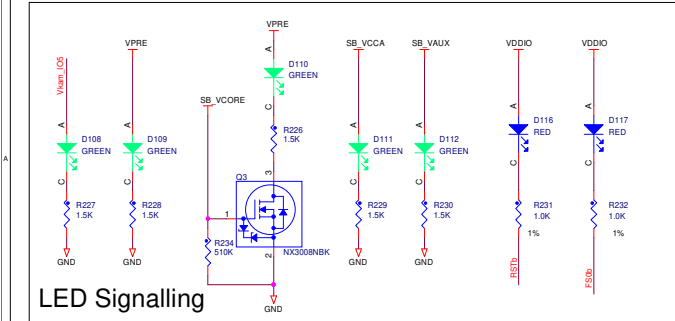 VPRE
D110
GREEN
A
C
R226
1.5K
Vkam_IO5
A
D108
GREEN
C
R227
1.5K
GND
VPRE
A
D109
GREEN
C
R228
1.5K
GND
SB_VCORE
Q3
1
3
2
NX3008NBK
R234
510K
GND
SB_VCCA
A
D111
GREEN
C
R229
1.5K
GND
SB_VAUX
A
D112
GREEN
C
R230
1.5K
GND
VDDIO
A
D116
RED
C
R231
1.0K
1%
RSTb
VDDIO
A
D117
RED
C
R232
1.0K
1%
FS0b
A
LED Signalling